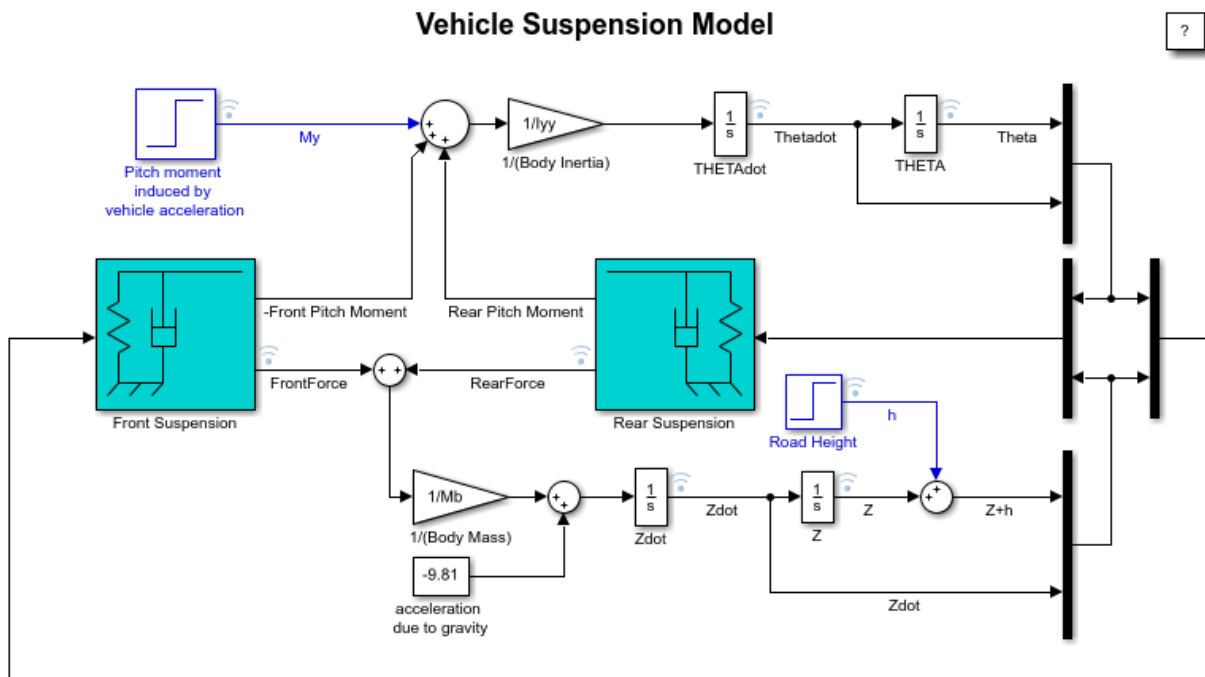 Vehicle Suspension Model
?
My
Pitch moment
induced by
vehicle acceleration
+
+
+
1/Iyy
1/(Body Inertia)
1
s
THETAdot
Thetadot
1
s
THETA
Theta
-Front Pitch Moment
Rear Pitch Moment
FrontForce
+ +
RearForce
Front Suspension
Rear Suspension
Road Height
h
1/Mb
1/(Body Mass)
+
+
1
s
Zdot
Zdot
1
s
Z
Z
+
+
Z+h
-9.81
acceleration
due to gravity
Zdot